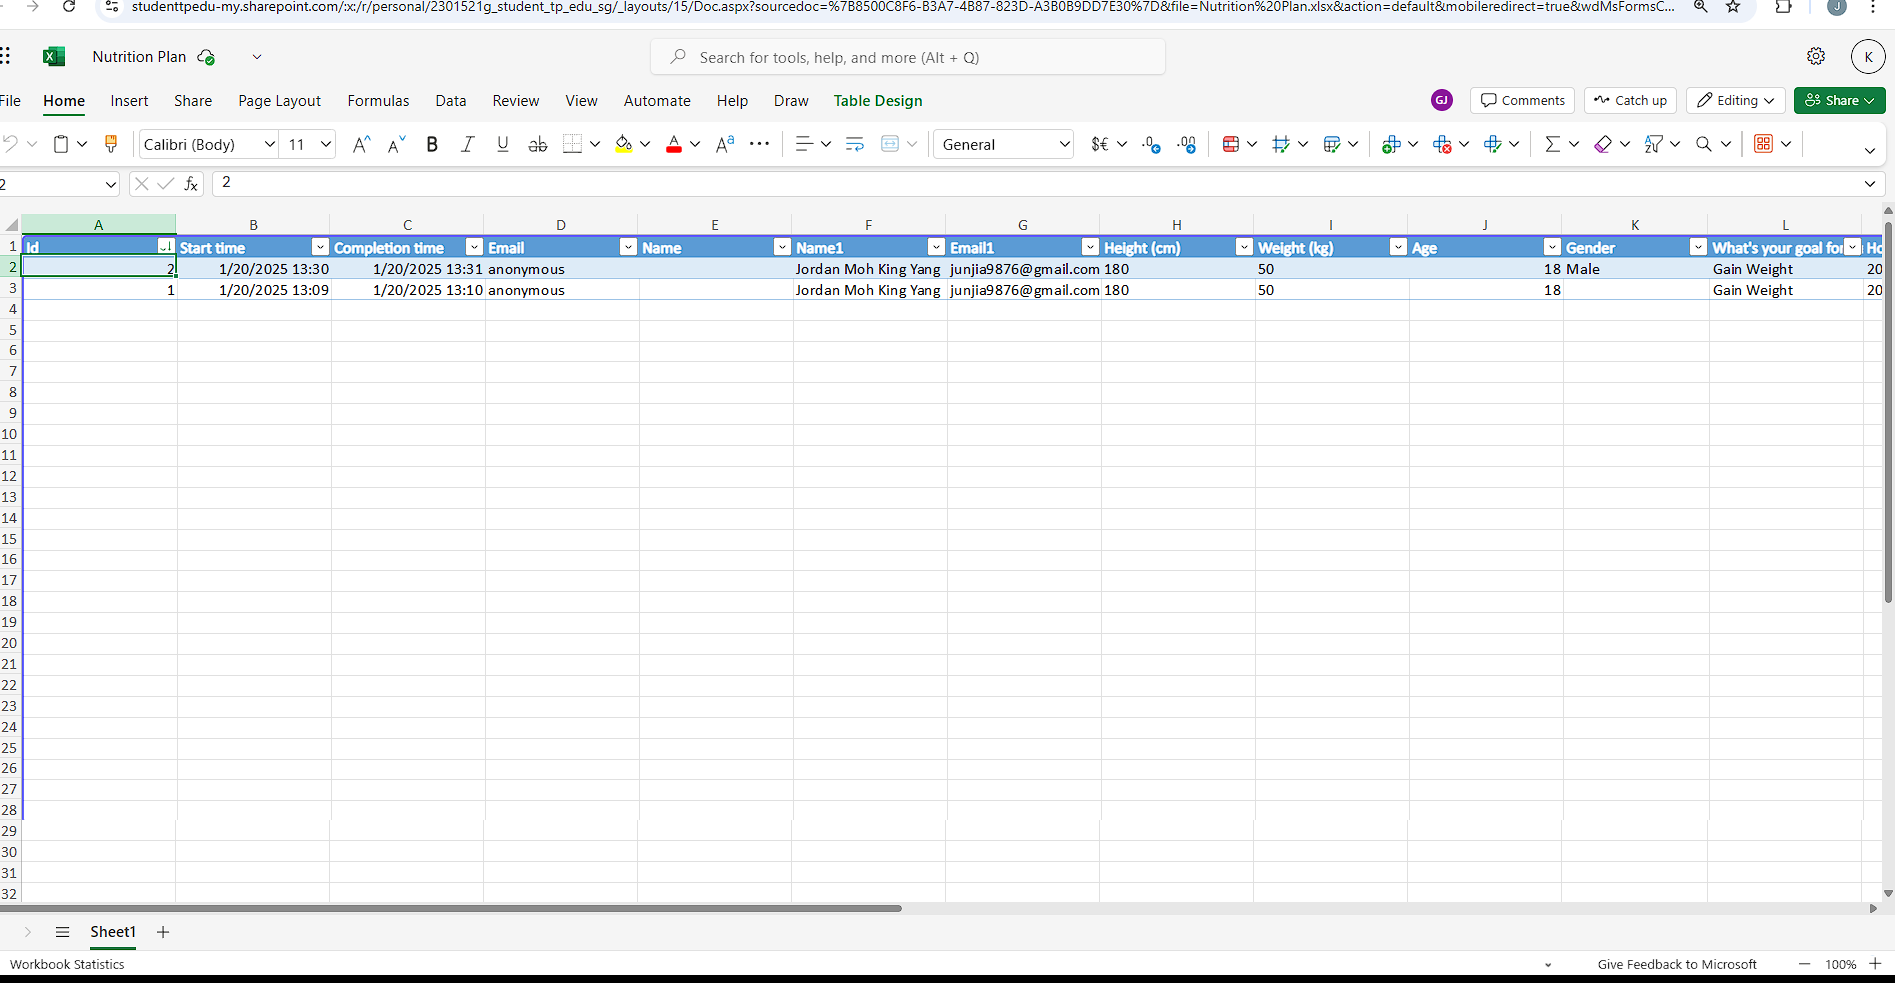 studenttpedu-my.sharepoint.com/:x:/r/personal/2301521g_student_tp_edu_sg/_layouts/15/Doc.aspx?sourcedoc=%7B8500C8F6-B3A7-4B87-823D-A3B0B9DD7E30%7D&file=Nutrition%20Plan.xlsx&action=default&mobileredirect=true&wdMsFormsC... J
Nutrition Plan Search for tools, help, and more (Alt + Q) K
File Home Insert Share Page Layout Formulas Data Review View Automate Help Draw Table Design GJ Comments Catch up Editing Share
Calibri (Body) 11 A A B I U ab A A General $€ .0 .00
2 fx 2
A B C D E F G H I J K L
1 Id Start time Completion time Email Name Name1 Email1 Height (cm) Weight (kg) Age Gender What's your goal for Ho
2 2 1/20/2025 13:30 1/20/2025 13:31 anonymous Jordan Moh King Yang junjia9876@gmail.com 180 50 18 Male Gain Weight 20
3 1 1/20/2025 13:09 1/20/2025 13:10 anonymous Jordan Moh King Yang junjia9876@gmail.com 180 50 18 Gain Weight 20
4
5
6
7
8
9
10
11
12
13
14
15
16
17
18
19
20
21
22
23
24
25
26
27
28
29
30
31
32
Sheet1
Workbook Statistics Give Feedback to Microsoft 100%